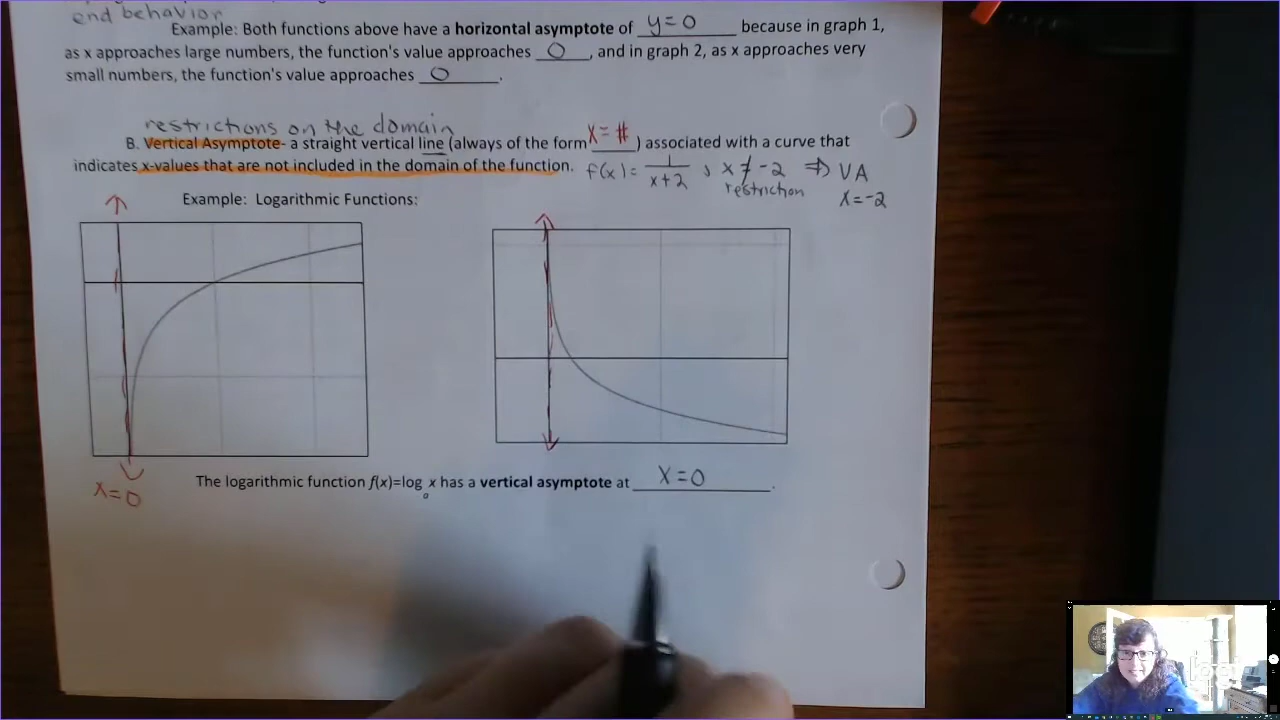 end behavior
Example: Both functions above have a horizontal asymptote of y=0 because in graph 1,
as x approaches large numbers, the function's value approaches 0, and in graph 2, as x approaches very
small numbers, the function's value approaches 0.
restrictions on the domain
B. Vertical Asymptote- a straight vertical line (always of the form x=#) associated with a curve that
indicates x-values that are not included in the domain of the function. f(x)= 1/(x+2) , x≠-2 ⇒ VA
restriction x=-2
Example: Logarithmic Functions:
x=0
The logarithmic function f(x)=logₐx has a vertical asymptote at x=0.